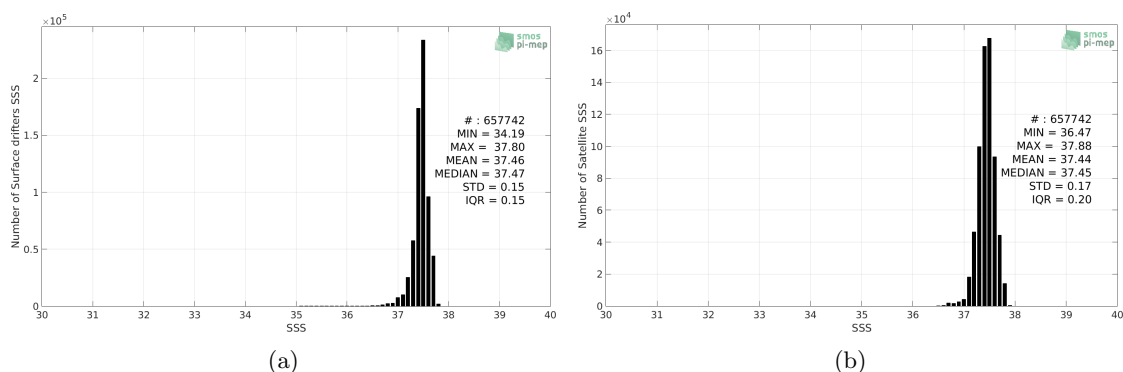 ×10⁵
smos
pi-mep
Number of Surface drifters SSS
2
1.5
1
0.5
0
# : 657742
MIN = 34.19
MAX = 37.80
MEAN = 37.46
MEDIAN = 37.47
STD = 0.15
IQR = 0.15
30 31 32 33 34 35 36 37 38 39 40
SSS
(a)
×10⁴
smos
pi-mep
Number of Satellite SSS
16
14
12
10
8
6
4
2
0
# : 657742
MIN = 36.47
MAX = 37.88
MEAN = 37.44
MEDIAN = 37.45
STD = 0.17
IQR = 0.20
30 31 32 33 34 35 36 37 38 39 40
SSS
(b)